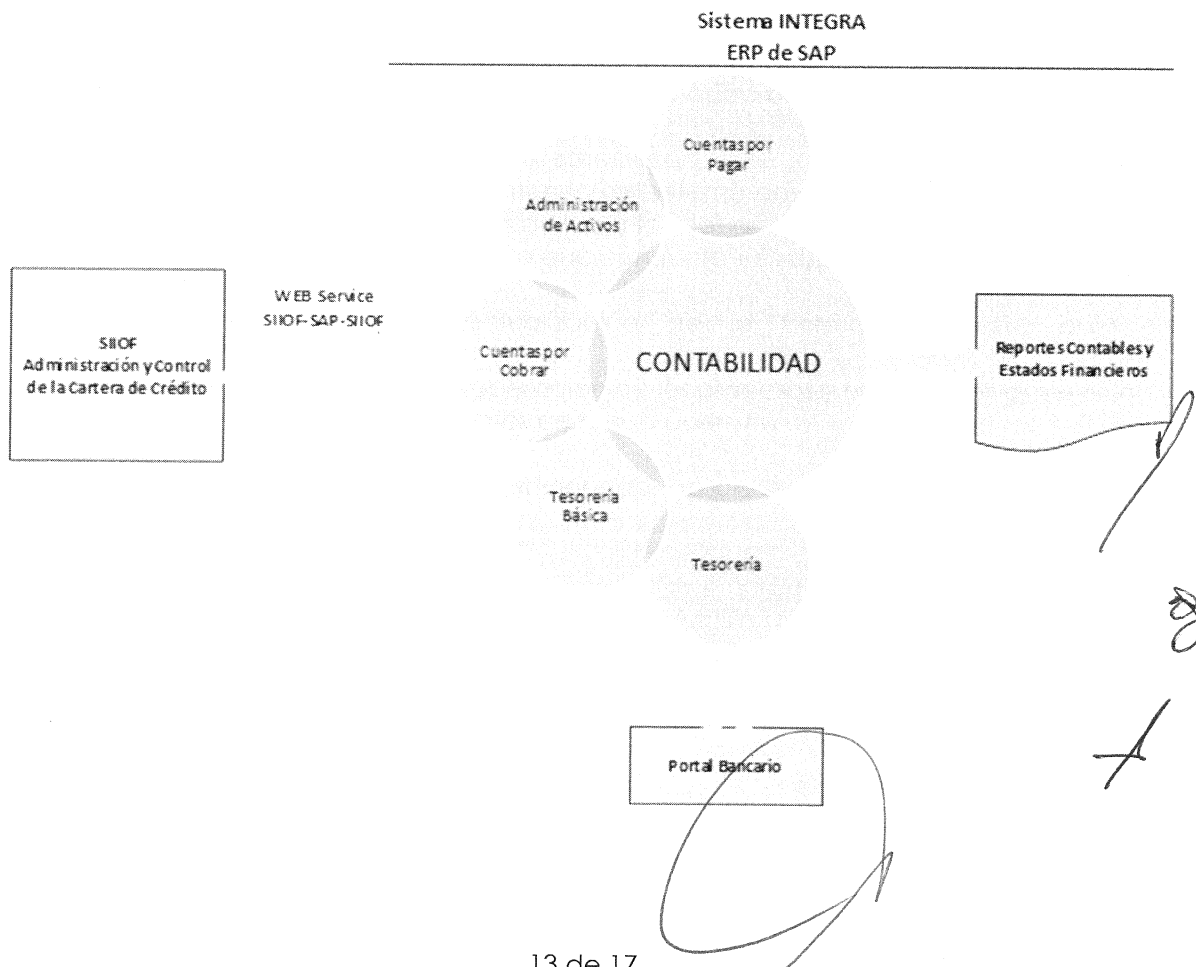 Sistema INTEGRA
ERP de SAP
Cuentas por
Pagar
Administración
de Activos
WEB Service
SIIOF-SAP-SIIOF
SIIOF
Administración y Control
de la Cartera de Crédito
Cuentas por
Cobrar
CONTABILIDAD
Reportes Contables y
Estados Financieros
Tesorería
Básica
Tesorería
Portal Bancario
13 de 17